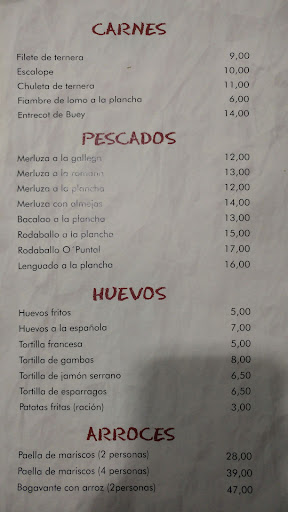 CARNES
Filete de ternera 9,00
Escalope 10,00
Chuleta de ternera 11,00
Fiambre de lomo a la plancha 6,00
Entrecot de Buey 14,00
PESCADOS
Merluza a la gallega 12,00
Merluza a la romana 13,00
Merluza a la plancha 12,00
Merluza con almejas 14,00
Bacalao a la plancha 13,00
Rodaballo a la plancha 15,00
Rodaballo O´Puntal 17,00
Lenguado a la plancha 16,00
HUEVOS
Huevos fritos 5,00
Huevos a la española 7,00
Tortilla francesa 5,00
Tortilla de gambas 8,00
Tortilla de jamón serrano 6,50
Tortilla de esparragos 6,50
Patatas fritas (ración) 3,00
ARROCES
Paella de mariscos (2 personas) 28,00
Paella de mariscos (4 personas) 39,00
Bogavante con arroz (2personas) 47,00